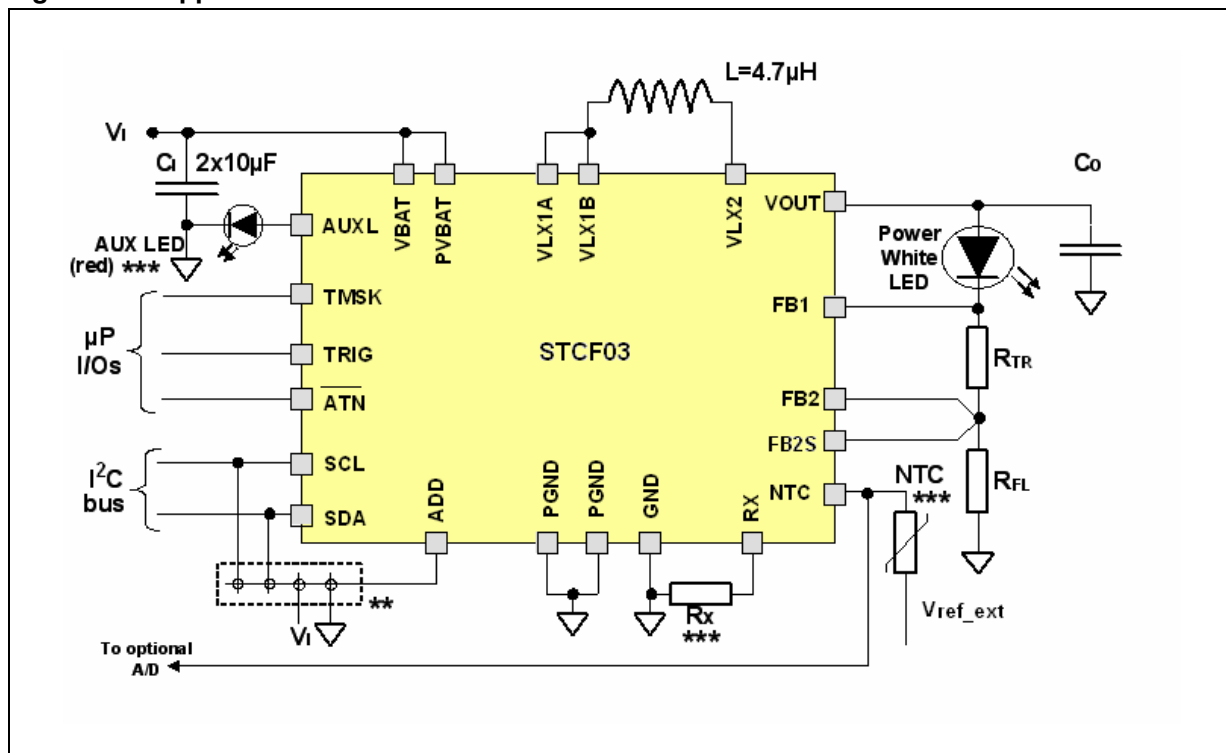 L=4.7µH
VI
CI 2x10µF
CO
AUXL
VBAT
PVBAT
VLX1A
VLX1B
VLX2
VOUT
AUX LED
(red) ***
Power
White
LED
TMSK
FB1
µP
I/Os
TRIG
STCF03
RTR
ATN
FB2
FB2S
I2C
bus
SCL
SDA
ADD
PGND
PGND
GND
RX
NTC
NTC
***
RFL
**
VI
Rx
***
Vref_ext
To optional
A/D